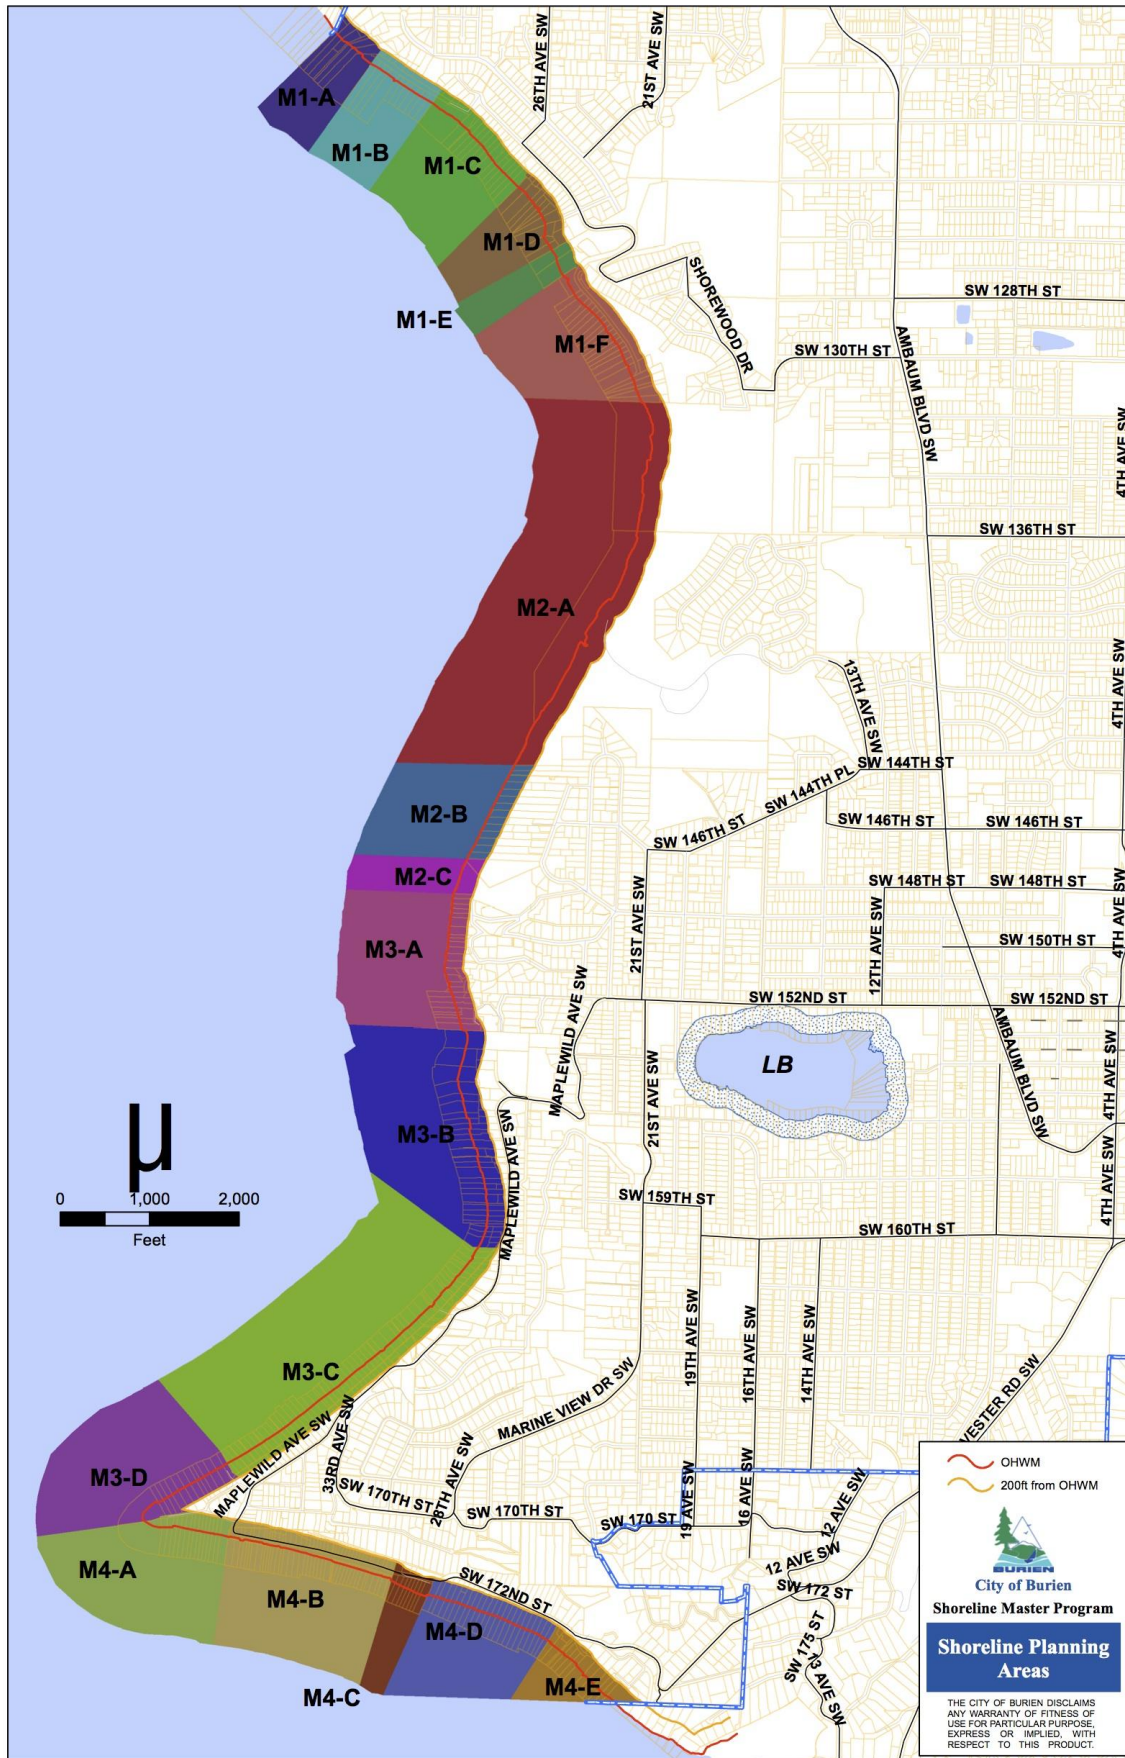 26TH AVE SW
21ST AVE SW
M1-A
M1-B
M1-C
M1-D
M1-E
M1-F
SHOREWOOD DR
SW 128TH ST
SW 130TH ST
AMBAUM BLVD SW
4TH AVE SW
SW 136TH ST
M2-A
4TH AVE SW
13TH AVE SW
SW 144TH ST
SW 144TH PL
M2-B
SW 146TH ST
SW 146TH ST
SW 146TH ST
M2-C
SW 148TH ST
SW 148TH ST
21ST AVE SW
12TH AVE SW
4TH AVE SW
M3-A
SW 150TH ST
SW 152ND ST
SW 152ND ST
MAPLEWILD AVE SW
LB
AMBAUM BLVD SW
4TH AVE SW
21ST AVE SW
M3-B
MAPLEWILD AVE SW
4TH AVE SW
µ
0 1,000 2,000
Feet
SW 159TH ST
SW 160TH ST
19TH AVE SW
16TH AVE SW
14TH AVE SW
M3-C
MARINE VIEW DR SW
VESTER RD SW
MAPLEWILD AVE SW
33RD AVE SW
28TH AVE SW
M3-D
SW 170TH ST
SW 170TH ST
SW 170 ST
19 AVE SW
16 AVE SW
12 AVE SW
12 AVE SW
SW 172 ST
M4-A
M4-B
SW 172ND ST
M4-C
M4-D
M4-E
SW 175 ST
13 AVE SW
OHWM
200ft from OHWM
BURIEN
City of Burien
Shoreline Master Program
Shoreline Planning
Areas
THE CITY OF BURIEN DISCLAIMS
ANY WARRANTY OF FITNESS OF
USE FOR PARTICULAR PURPOSE,
EXPRESS OR IMPLIED, WITH
RESPECT TO THIS PRODUCT.